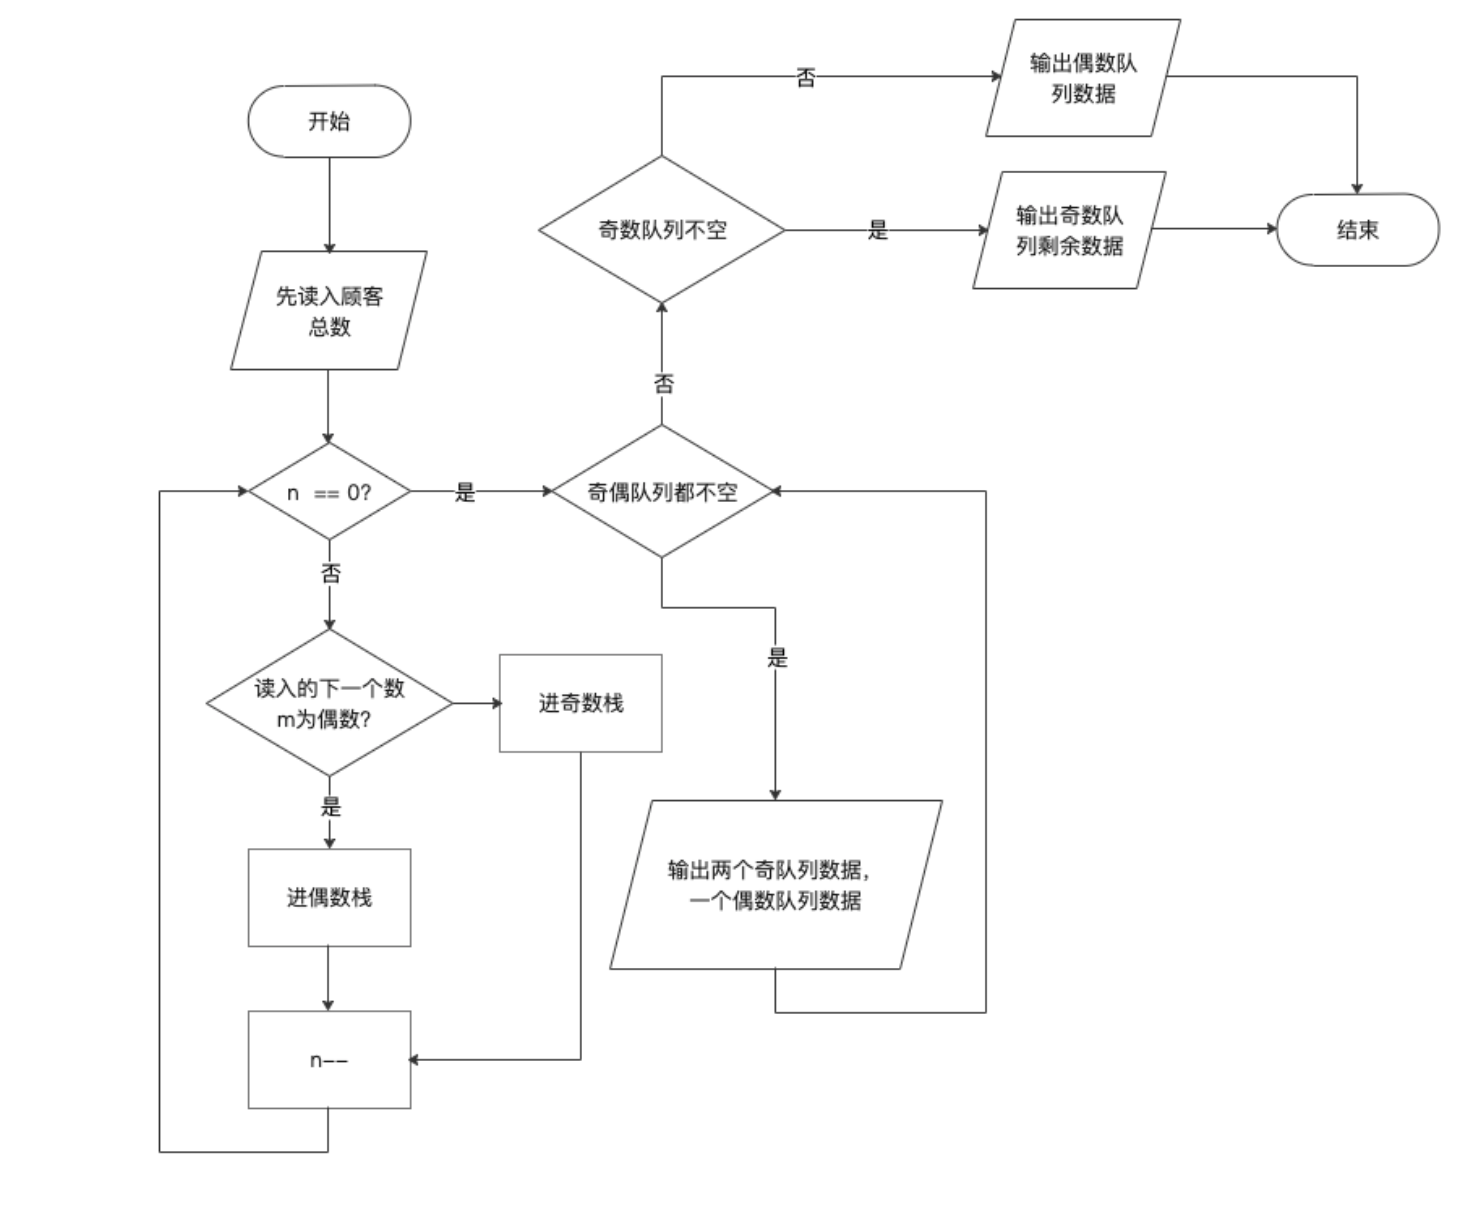 开始
先读入顾客
总数
n == 0?
是
否
读入的下一个数
m为偶数?
进奇数栈
是
进偶数栈
n--
奇偶队列都不空
是
输出两个奇队列数据，
一个偶数队列数据
否
奇数队列不空
否
输出偶数队
列数据
是
输出奇数队
列剩余数据
结束